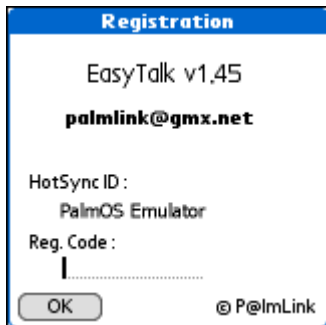 Registration
EasyTalk v1.45
palmlink@gmx.net
HotSync ID :
PalmOS Emulator
Reg. Code :
OK
© P@lmLink